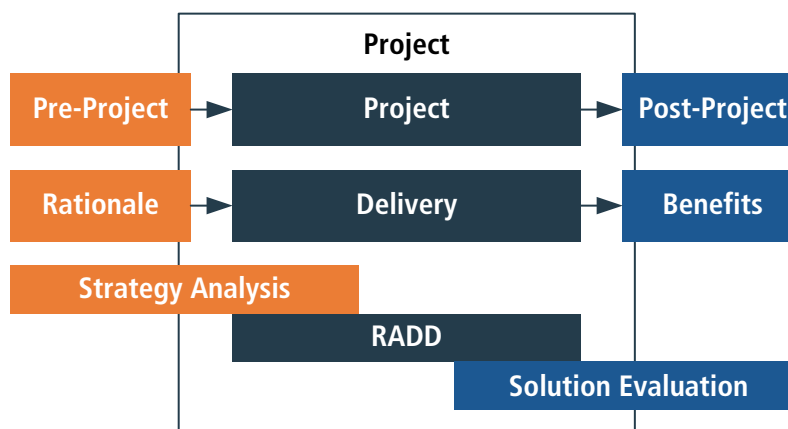 Project
Pre-Project
Project
Post-Project
Rationale
Delivery
Benefits
Strategy Analysis
RADD
Solution Evaluation